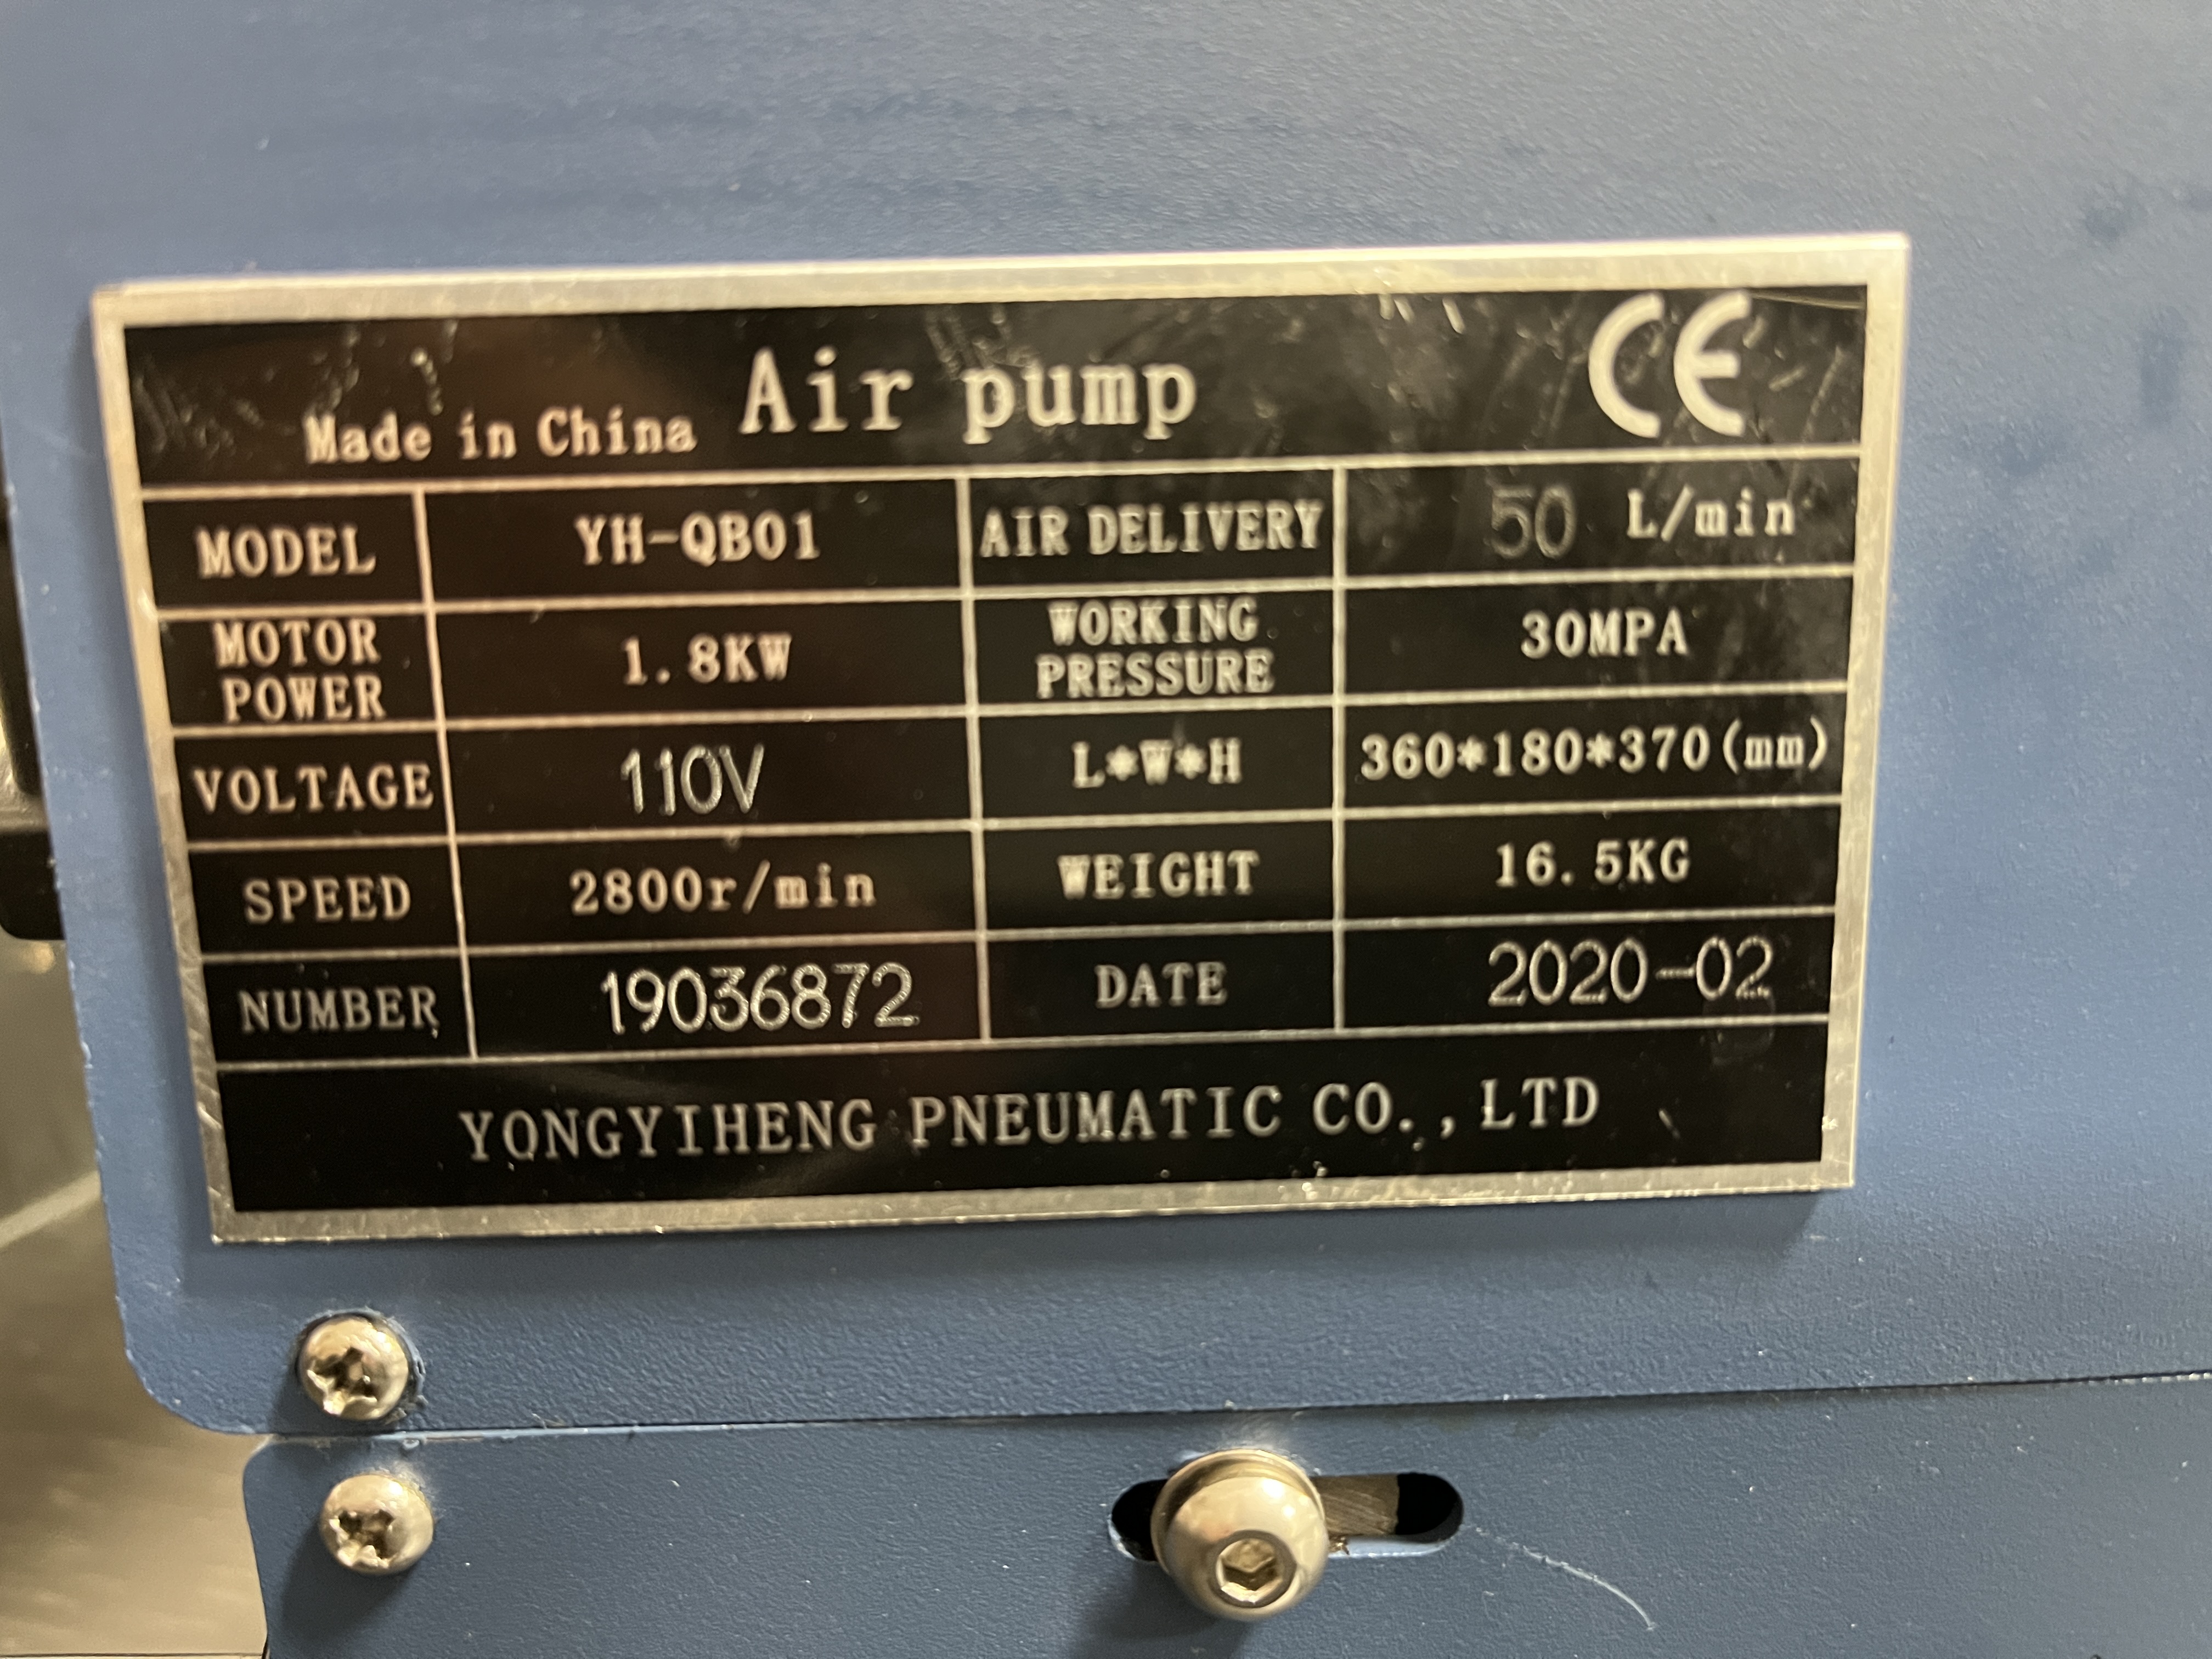 Made in China Air pump CE
MODEL YH-QB01 AIR DELIVERY 50 L/min
MOTOR POWER 1.8KW WORKING PRESSURE 30MPA
VOLTAGE 110V L*W*H 360*180*370(mm)
SPEED 2800r/min WEIGHT 16.5KG
NUMBER 19036872 DATE 2020-02
YONGYIHENG PNEUMATIC CO.,LTD